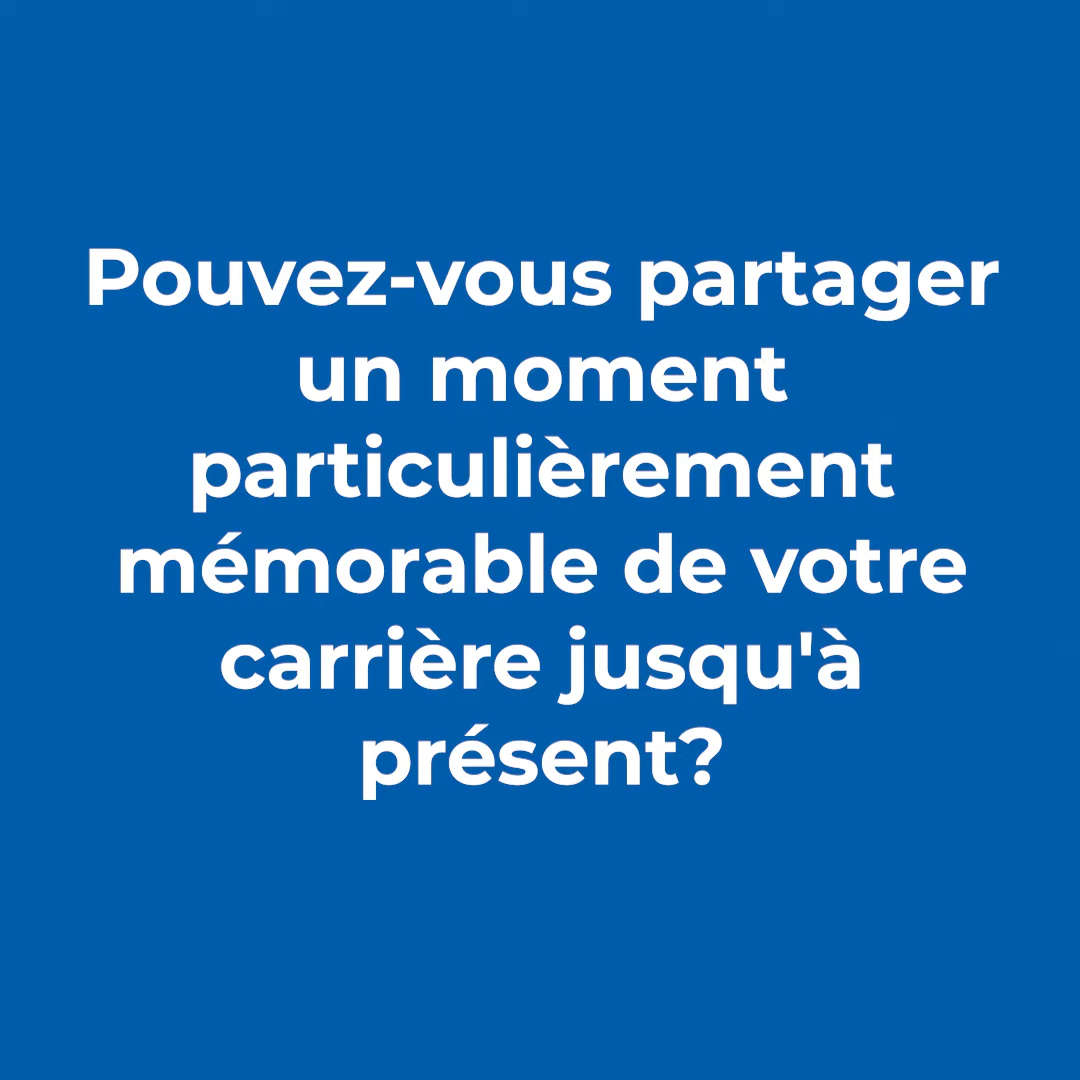 Pouvez-vous partager
un moment
particulièrement
mémorable de votre
carrière jusqu'à
présent?